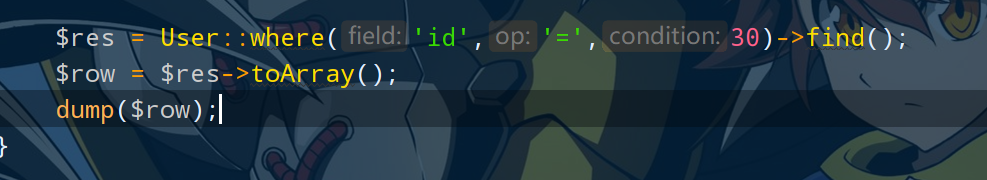 $res = User::where( field: 'id', op: '=', condition: 30)->find();
$row = $res->toArray();
dump($row);
}